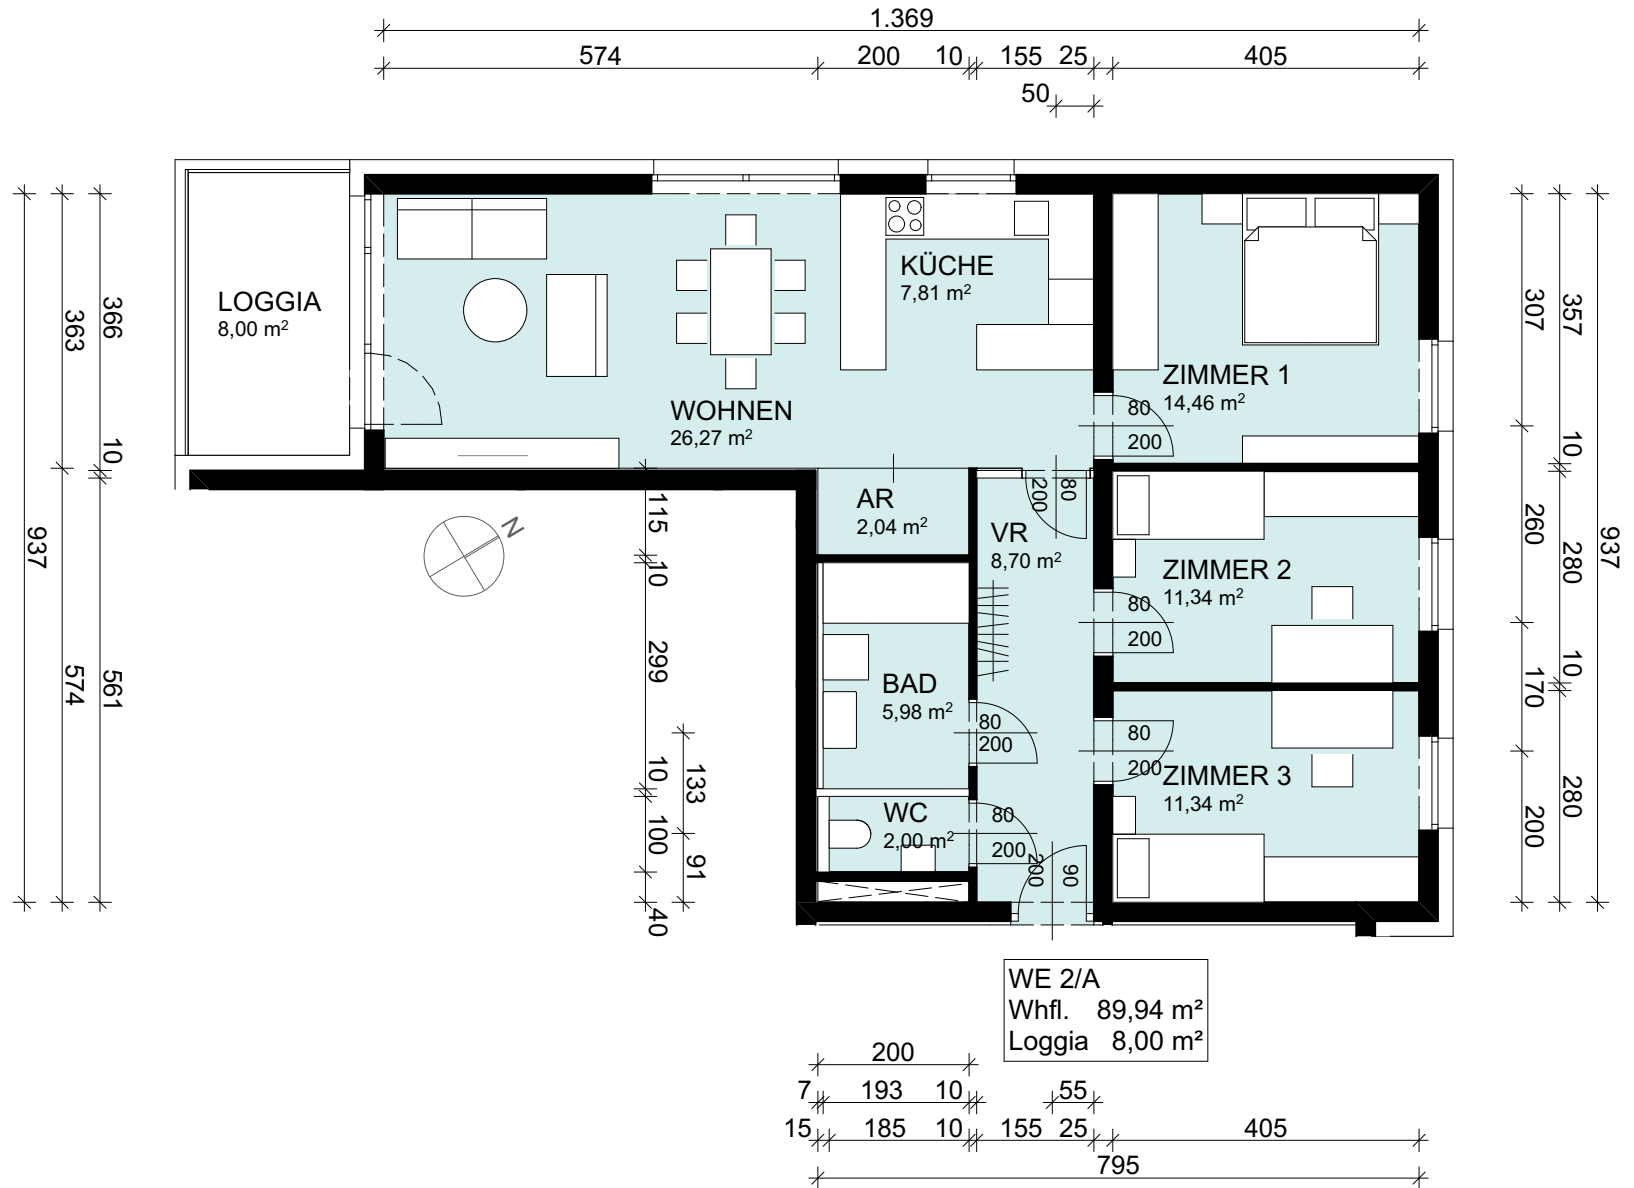 1.369
574 200 10 155 25 405
50
LOGGIA
8,00 m²
WOHNEN
26,27 m²
KÜCHE
7,81 m²
ZIMMER 1
14,46 m²
80
200
AR
2,04 m²
VR
8,70 m²
200
80
ZIMMER 2
11,34 m²
80
200
BAD
5,98 m²
80
200
ZIMMER 3
11,34 m²
80
200
WC
2,00 m²
80
200
200
90
N
937
363
574
366
10
561
115
10
299
10
100
40
133
91
307
260
170
200
357
10
280
10
280
937
WE 2/A
Whfl. 89,94 m²
Loggia 8,00 m²
200
7 193 10 55
15 185 10 155 25 405
795